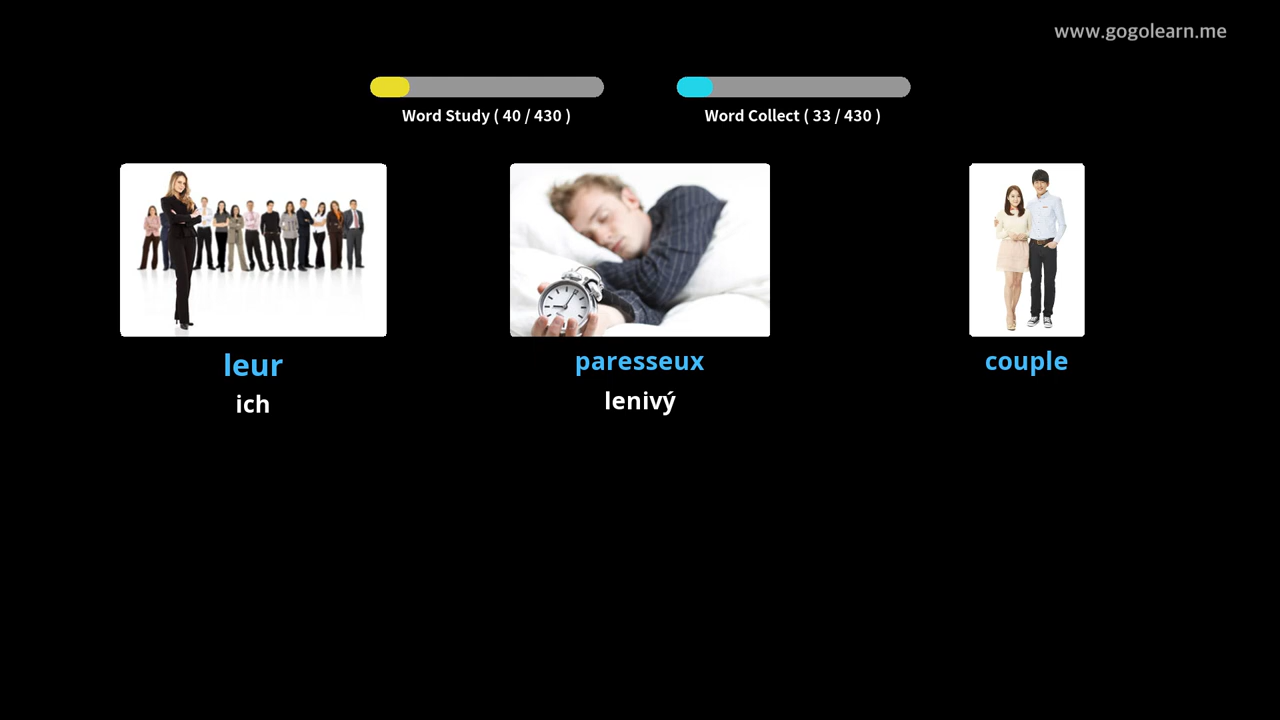 www.gogolearn.me
Word Study ( 40 / 430 )
Word Collect ( 33 / 430 )
leur
ich
paresseux
lenivý
couple